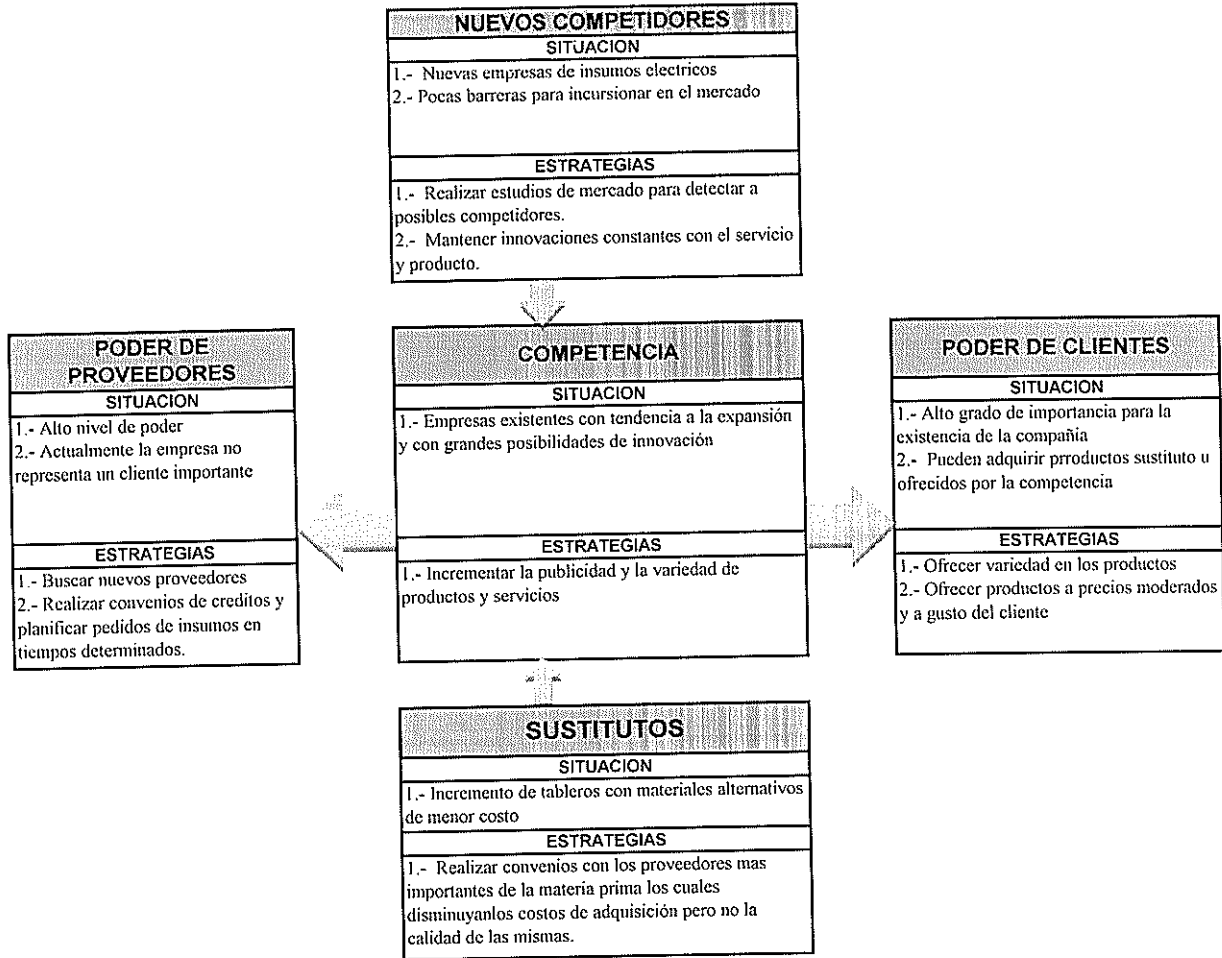 NUEVOS COMPETIDORES
SITUACION
1.- Nuevas empresas de insumos electricos
2.- Pocas barreras para incursionar en el mercado
ESTRATEGIAS
1.- Realizar estudios de mercado para detectar a
posibles competidores.
2.- Mantener innovaciones constantes con el servicio
y producto.
PODER DE
PROVEEDORES
SITUACION
1.- Alto nivel de poder
2.- Actualmente la empresa no
representa un cliente importante
ESTRATEGIAS
1.- Buscar nuevos proveedores
2.- Realizar convenios de creditos y
planificar pedidos de insumos en
tiempos determinados.
COMPETENCIA
SITUACION
1.- Empresas existentes con tendencia a la expansión
y con grandes posibilidades de innovación
ESTRATEGIAS
1.- Incrementar la publicidad y la variedad de
productos y servicios
PODER DE CLIENTES
SITUACION
1.- Alto grado de importancia para la
existencia de la compañia
2.- Pueden adquirir prroductos sustituto u
ofrecidos por la competencia
ESTRATEGIAS
1.- Ofrecer variedad en los productos
2.- Ofrecer productos a precios moderados
y a gusto del cliente
SUSTITUTOS
SITUACION
1.- Incremento de tableros con materiales alternativos
de menor costo
ESTRATEGIAS
1.- Realizar convenios con los proveedores mas
importantes de la materia prima los cuales
disminuyanlos costos de adquisición pero no la
calidad de las mismas.